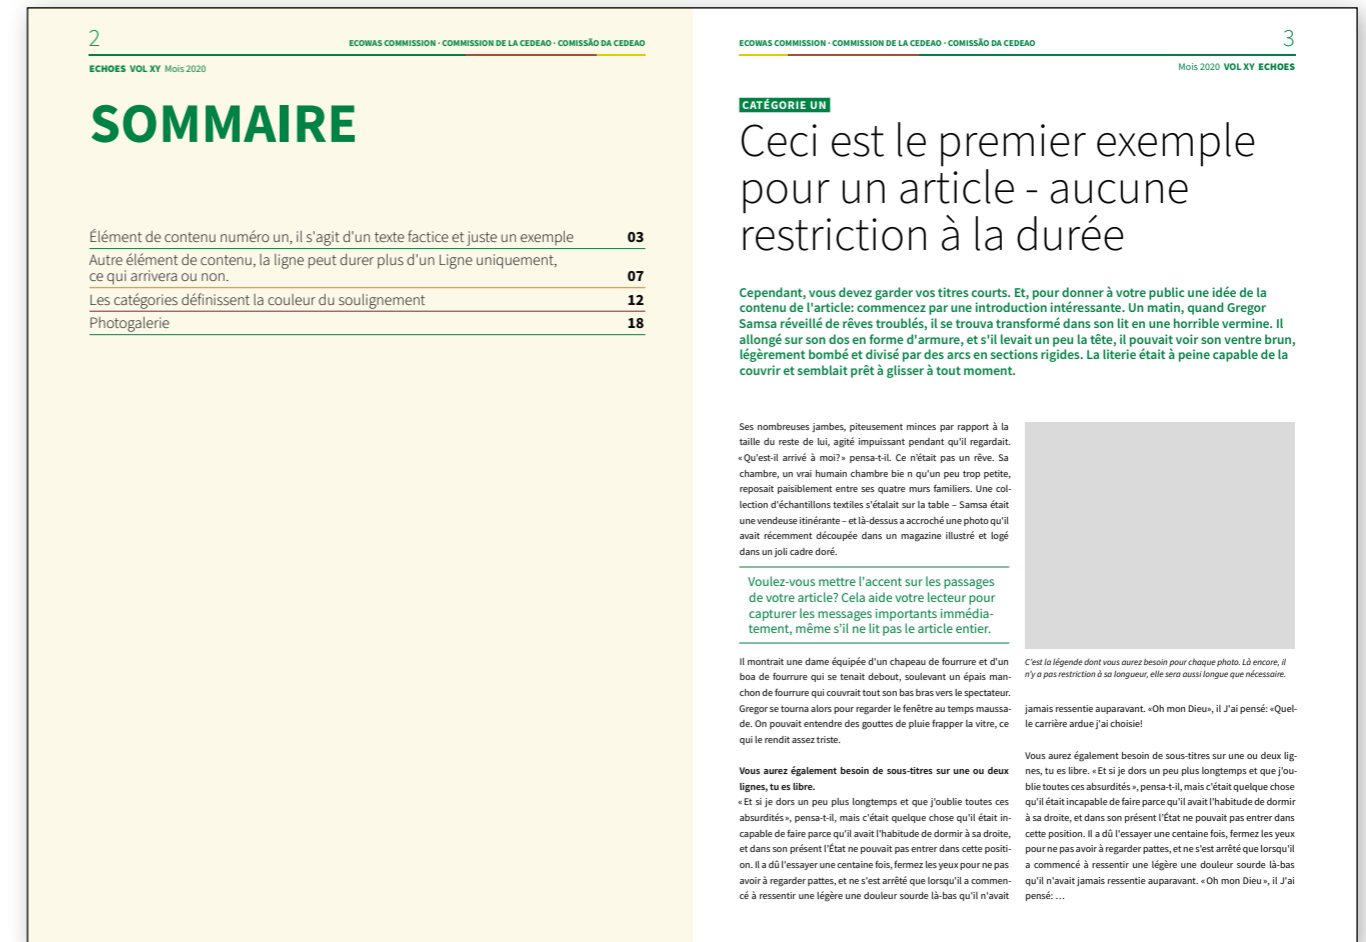 2
ECOWAS COMMISSION - COMMISSION DE LA CEDEAO - COMISSÃO DA CEDEAO
ECHOES VOL XY Mois 2020
SOMMAIRE
Élément de contenu numéro un, il s'agit d'un texte factice et juste un exemple 03
Autre élément de contenu, la ligne peut durer plus d'un Ligne uniquement,
ce qui arrivera ou non. 07
Les catégories définissent la couleur du soulignement 12
Photogalerie 18
ECOWAS COMMISSION - COMMISSION DE LA CEDEAO - COMISSÃO DA CEDEAO
3
Mois 2020 VOL XY ECHOES
CATÉGORIE UN
Ceci est le premier exemple
pour un article - aucune
restriction à la durée
Cependant, vous devez garder vos titres courts. Et, pour donner à votre public une idée de la
contenu de l'article: commencez par une introduction intéressante. Un matin, quand Gregor
Samsa réveillé de rêves troublés, il se trouva transformé dans son lit en une horrible vermine. Il
allongé sur son dos en forme d'armure, et s'il levait un peu la tête, il pouvait voir son ventre brun,
légèrement bombé et divisé par des arcs en sections rigides. La literie était à peine capable de la
couvrir et semblait prêt à glisser à tout moment.
Ses nombreuses jambes, piteusement minces par rapport à la
taille du reste de lui, agité impuissant pendant qu'il regardait.
«Qu'est-il arrivé à moi?» pensa-t-il. Ce n'était pas un rêve. Sa
chambre, un vrai humain chambre bie n qu'un peu trop petite,
reposait paisiblement entre ses quatre murs familiers. Une col-
lection d'échantillons textiles s'étalait sur la table – Samsa était
une vendeuse itinérante – et là-dessus a accroché une photo qu'il
avait récemment découpée dans un magazine illustré et logé
dans un joli cadre doré.
Voulez-vous mettre l'accent sur les passages
de votre article? Cela aide votre lecteur pour
capturer les messages importants immédia-
tement, même s'il ne lit pas le article entier.
Il montrait une dame équipée d'un chapeau de fourrure et d'un
boa de fourrure qui se tenait debout, soulevant un épais man-
chon de fourrure qui couvrait tout son bas bras vers le spectateur.
Gregor se tourna alors pour regarder le fenêtre au temps maussa-
de. On pouvait entendre des gouttes de pluie frapper la vitre, ce
qui le rendit assez triste.
Vous aurez également besoin de sous-titres sur une ou deux
lignes, tu es libre.
«Et si je dors un peu plus longtemps et que j'oublie toutes ces
absurdités», pensa-t-il, mais c'était quelque chose qu'il était in-
capable de faire parce qu'il avait l'habitude de dormir à sa droite,
et dans son présent l'État ne pouvait pas entrer dans cette positi-
on. Il a dû l'essayer une centaine fois, fermez les yeux pour ne pas
avoir à regarder pattes, et ne s'est arrêté que lorsqu'il a commen-
cé à ressentir une légère une douleur sourde là-bas qu'il n'avait
C'est la légende dont vous aurez besoin pour chaque photo. Là encore, il
n'y a pas restriction à sa longueur, elle sera aussi longue que nécessaire.
jamais ressentie auparavant. «Oh mon Dieu», il J'ai pensé: «Quel-
le carrière ardue j'ai choisie!
Vous aurez également besoin de sous-titres sur une ou deux lig-
nes, tu es libre. «Et si je dors un peu plus longtemps et que j'ou-
blie toutes ces absurdités», pensa-t-il, mais c'était quelque chose
qu'il était incapable de faire parce qu'il avait l'habitude de dormir
à sa droite, et dans son présent l'État ne pouvait pas entrer dans
cette position. Il a dû l'essayer une centaine fois, fermez les yeux
pour ne pas avoir à regarder pattes, et ne s'est arrêté que lorsqu'il
a commencé à ressentir une légère une douleur sourde là-bas
qu'il n'avait jamais ressentie auparavant. «Oh mon Dieu», il J'ai
pensé: …